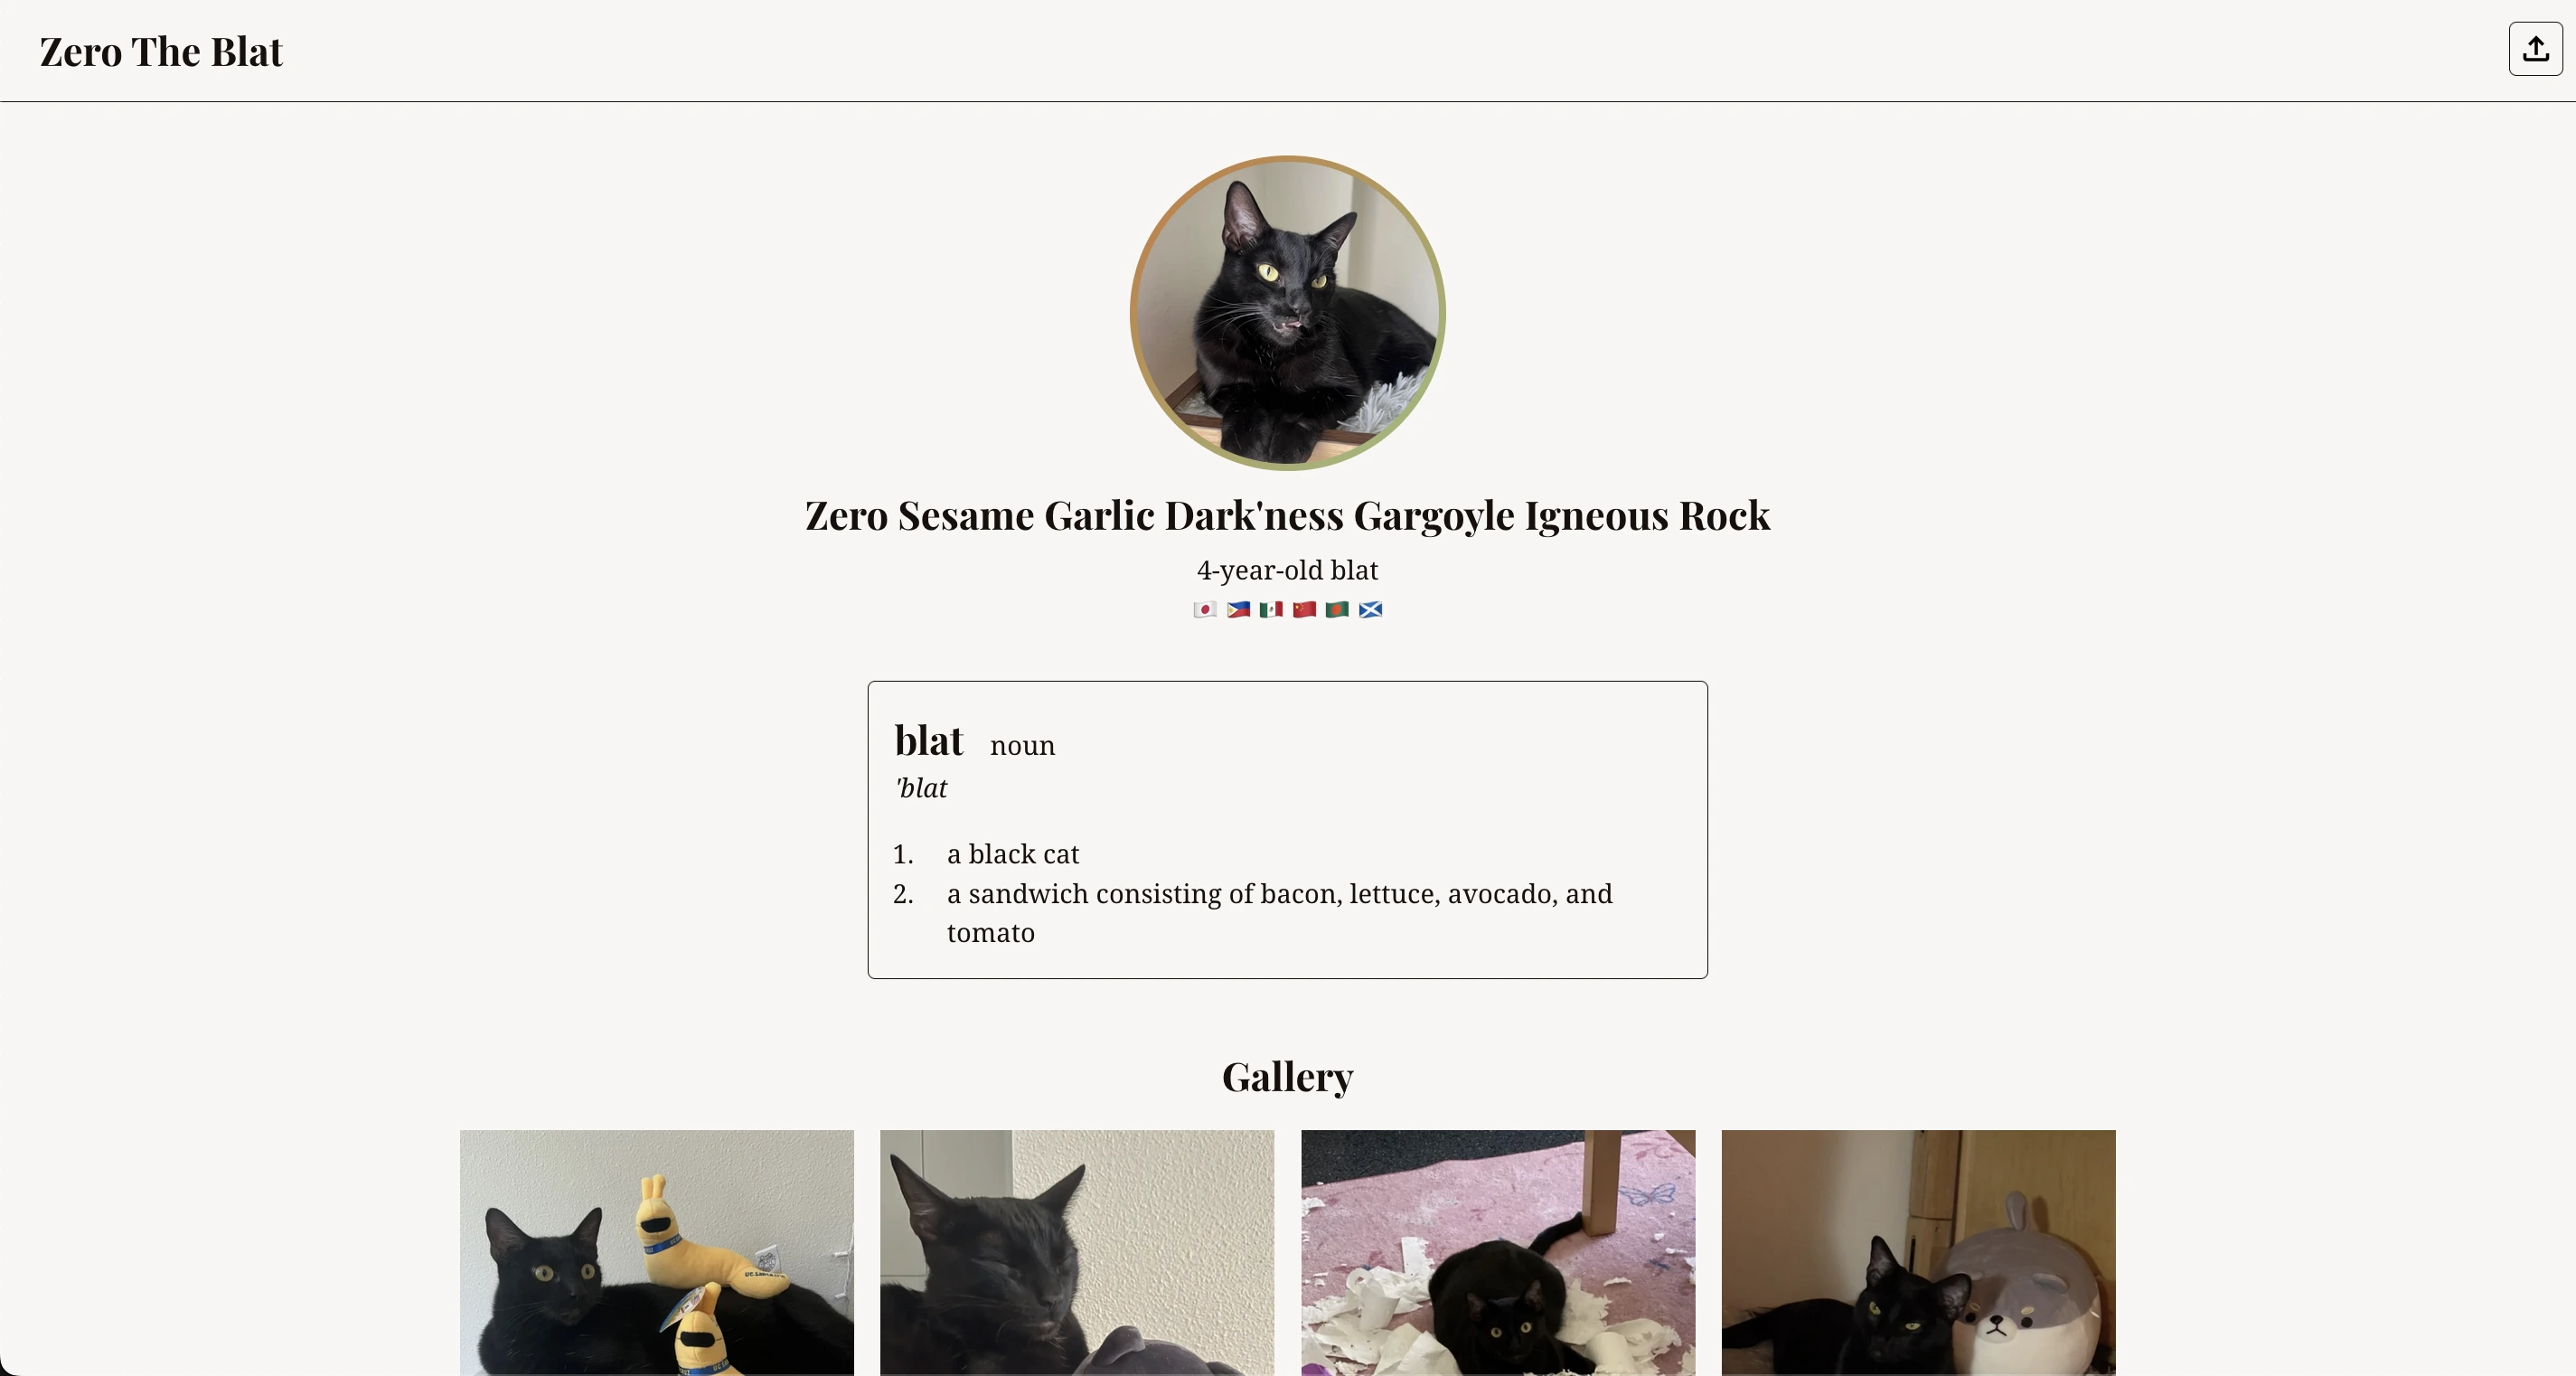 Zero The Blat
Zero Sesame Garlic Dark'ness Gargoyle Igneous Rock
4-year-old blat
🇯🇵 🇵🇭 🇲🇽 🇨🇳 🇧🇩 🏴󠁧󠁢󠁳󠁣󠁴󠁿
blat noun
'blat
1. a black cat
2. a sandwich consisting of bacon, lettuce, avocado, and
tomato
Gallery